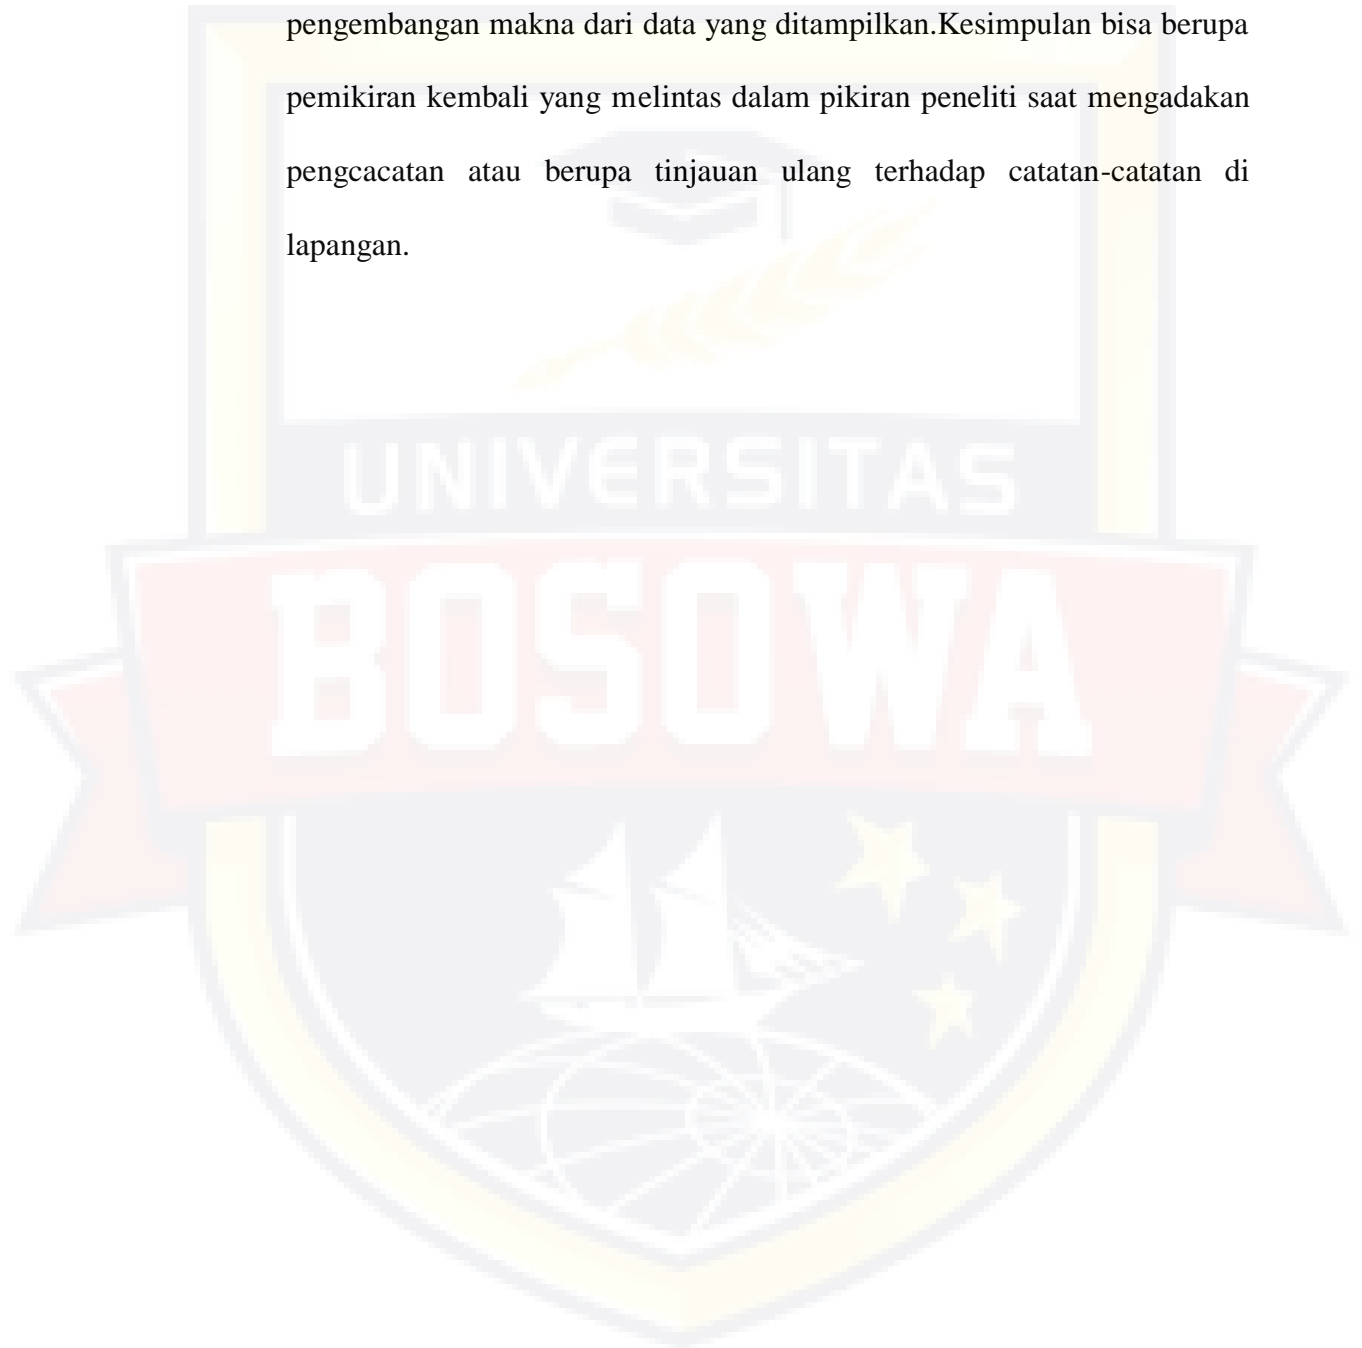 pengembangan makna dari data yang ditampilkan.Kesimpulan bisa berupa
pemikiran kembali yang melintas dalam pikiran peneliti saat mengadakan
pengcacatan atau berupa tinjauan ulang terhadap catatan-catatan di
lapangan.
UNIVERSITAS
BOSOWA